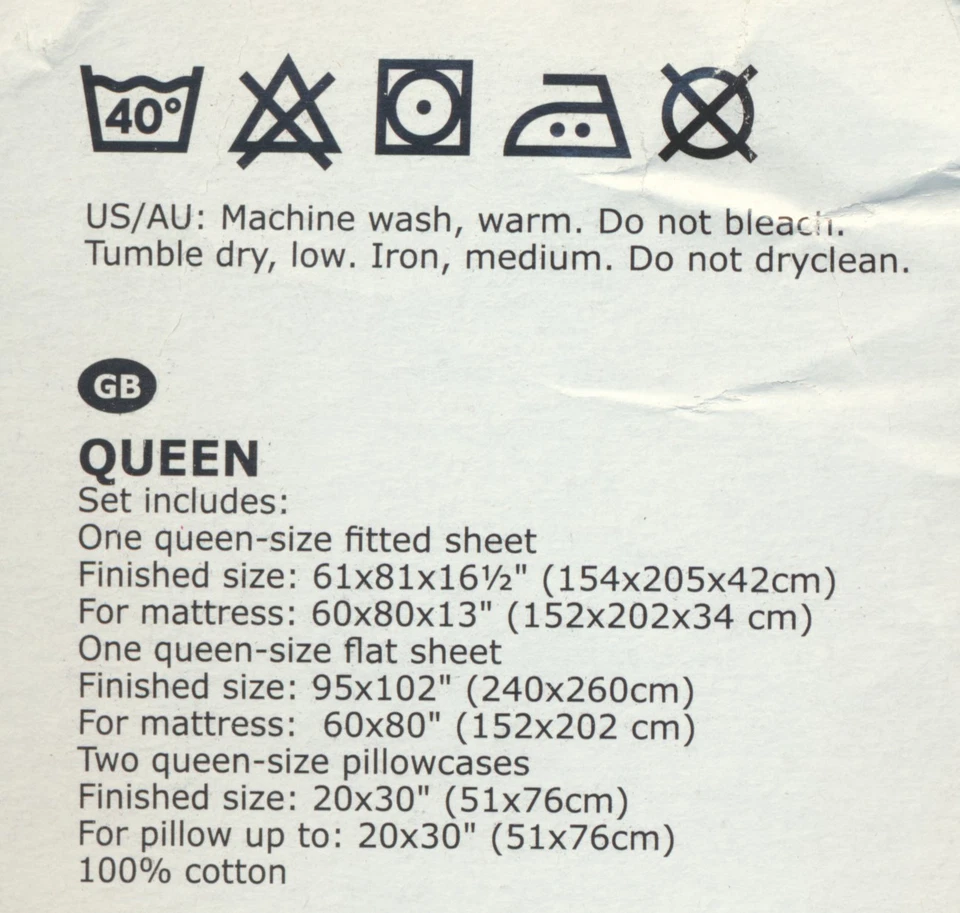 40°
US/AU: Machine wash, warm. Do not bleach.
Tumble dry, low. Iron, medium. Do not dryclean.
GB
QUEEN
Set includes:
One queen-size fitted sheet
Finished size: 61x81x16½" (154x205x42cm)
For mattress: 60x80x13" (152x202x34 cm)
One queen-size flat sheet
Finished size: 95x102" (240x260cm)
For mattress:  60x80" (152x202 cm)
Two queen-size pillowcases
Finished size: 20x30" (51x76cm)
For pillow up to: 20x30" (51x76cm)
100% cotton